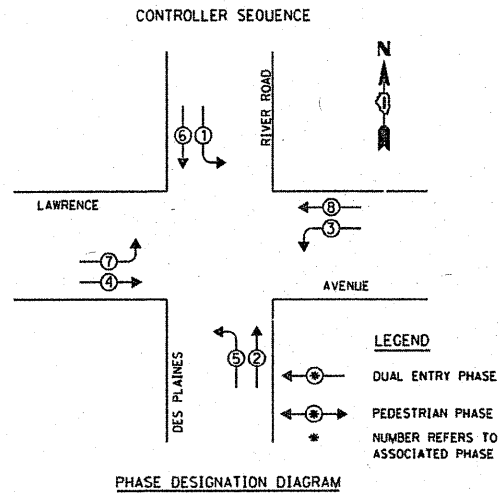 CONTROLLER SEQUENCE
N
RIVER ROAD
6 1
LAWRENCE
8
3
7
4
AVENUE
5 2
DES PLAINES
LEGEND
* DUAL ENTRY PHASE
* PEDESTRIAN PHASE
* NUMBER REFERS TO
ASSOCIATED PHASE
PHASE DESIGNATION DIAGRAM